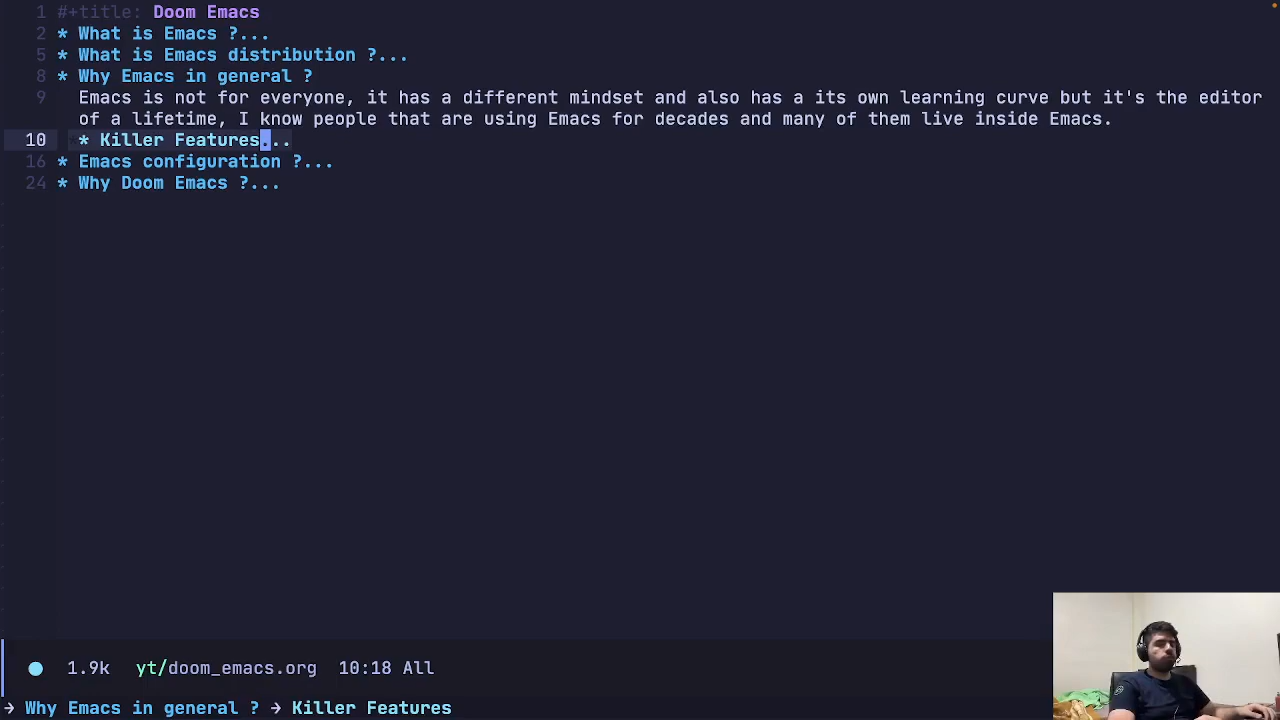 1 #+title: Doom Emacs
2 * What is Emacs ?...
5 * What is Emacs distribution ?...
8 * Why Emacs in general ?
9 Emacs is not for everyone, it has a different mindset and also has a its own learning curve but it's the editor
of a lifetime, I know people that are using Emacs for decades and many of them live inside Emacs.
10 * Killer Features...
16 * Emacs configuration ?...
24 * Why Doom Emacs ?...
1.9k yt/doom_emacs.org 10:18 All
→ Why Emacs in general ? → Killer Features